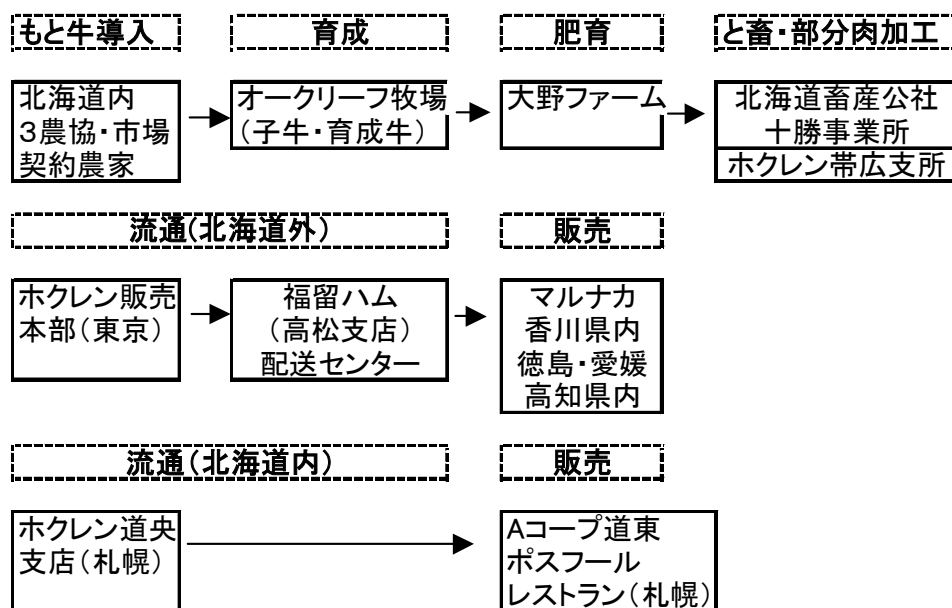 もと牛導入
育成
肥育
と畜・部分肉加工
北海道内
3農協・市場
契約農家
オークリーフ牧場
(子牛・育成牛)
大野ファーム
北海道畜産公社
十勝事業所
ホクレン帯広支所
流通(北海道外)
販売
ホクレン販売
本部(東京)
福留ハム
(高松支店)
配送センター
マルナカ
香川県内
徳島・愛媛
高知県内
流通(北海道内)
販売
ホクレン道央
支店(札幌)
Aコープ道東
ポスフール
レストラン(札幌)